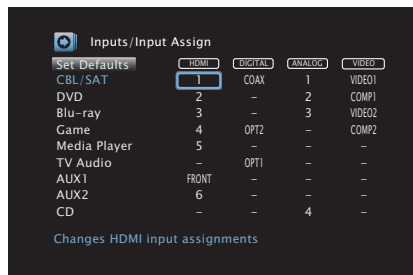 Inputs/Input Assign
Set Defaults HDMI DIGITAL ANALOG VIDEO
CBL/SAT 1 COAX 1 VIDEO1
DVD 2 – 2 COMP1
Blu-ray 3 – 3 VIDEO2
Game 4 OPT2 – COMP2
Media Player 5 – – –
TV Audio – OPT1 – –
AUX1 FRONT – – –
AUX2 6 – – –
CD – – 4 –
Changes HDMI input assignments